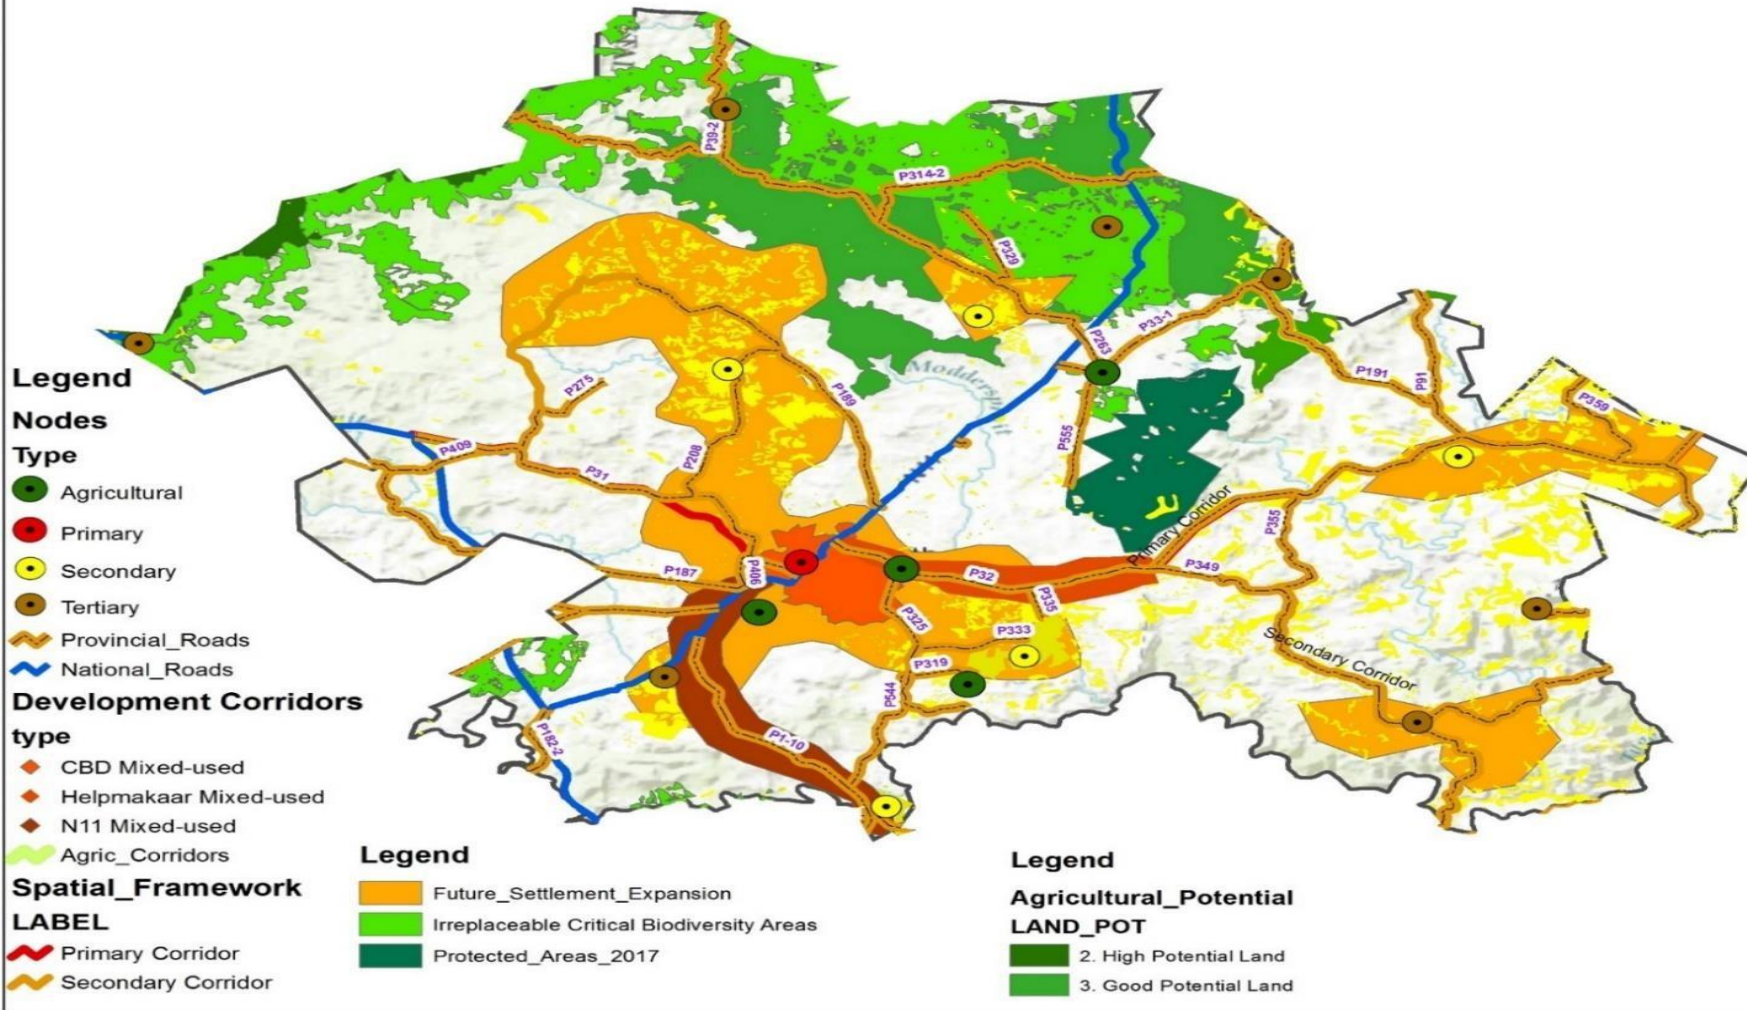 P39-2
P314-2
P329
P263
P33-1
P275
P189
P191
P91
P359
Modderspruit
P555
P409
P31
P208
Primary Corridor
P355
P187
P406
P32
P335
P349
P325
P333
P319
P544
Secondary Corridor
P182-2
P1-10
Legend
Nodes
Type
Agricultural
Primary
Secondary
Tertiary
Provincial_Roads
National_Roads
Development Corridors
type
CBD Mixed-used
Helpmakaar Mixed-used
N11 Mixed-used
Agric_Corridors
Spatial_Framework
LABEL
Primary Corridor
Secondary Corridor
Legend
Future_Settlement_Expansion
Irreplaceable Critical Biodiversity Areas
Protected_Areas_2017
Legend
Agricultural_Potential
LAND_POT
2. High Potential Land
3. Good Potential Land